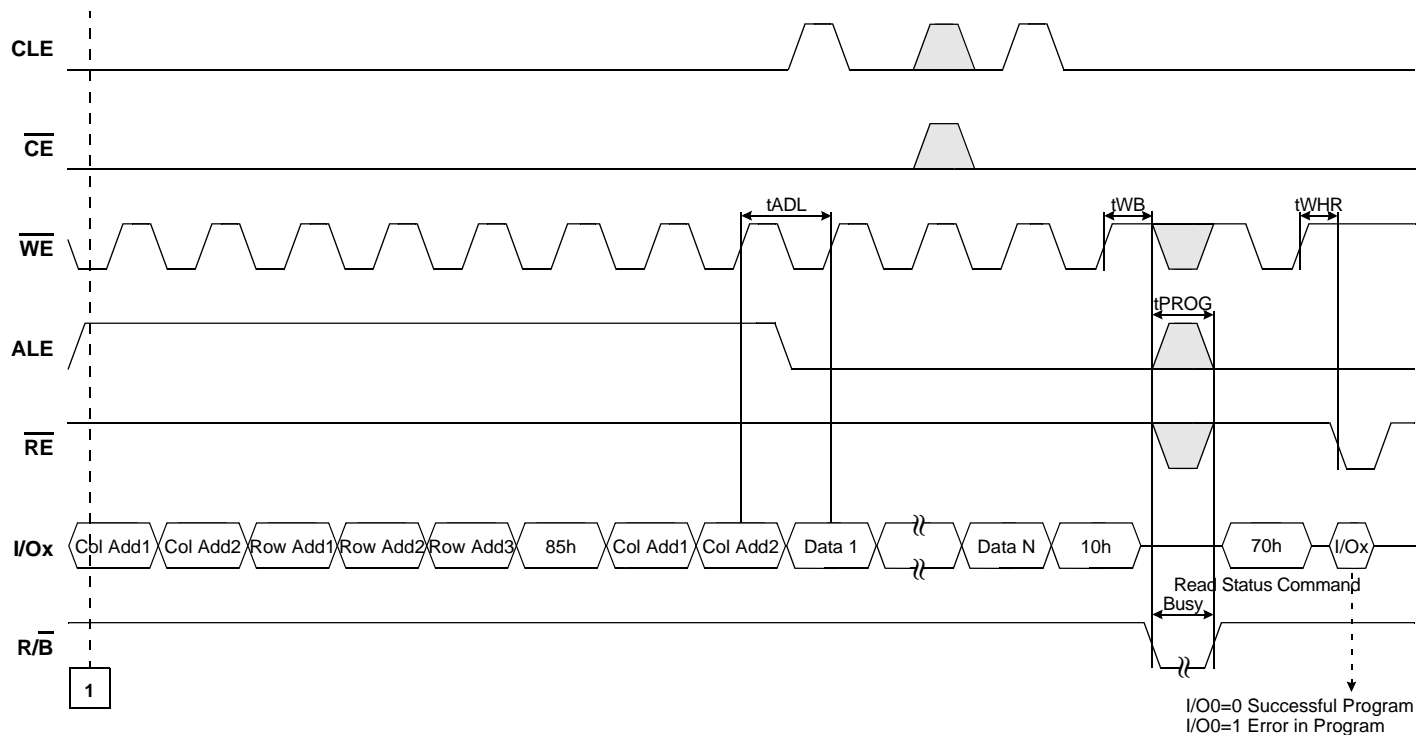 CLE
CE
tADL
tWB
tWHR
WE
tPROG
ALE
RE
I/Ox
Col Add1
Col Add2
Row Add1
Row Add2
Row Add3
85h
Col Add1
Col Add2
Data 1
Data N
10h
70h
I/Ox
Read Status Command
Busy
R/B
1
I/O0=0 Successful Program
I/O0=1 Error in Program